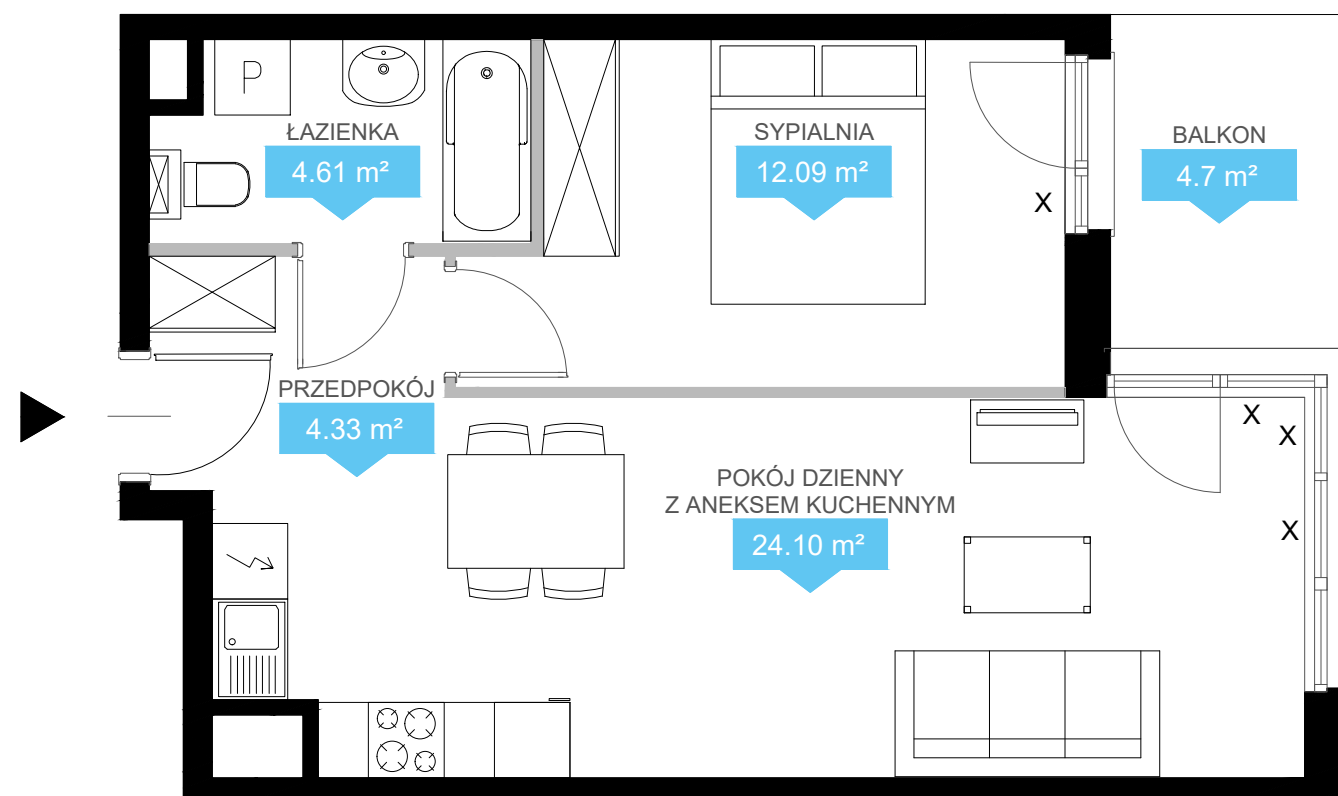 P
ŁAZIENKA
4.61 m²
SYPIALNIA
12.09 m²
BALKON
4.7 m²
X
PRZEDPOKÓJ
4.33 m²
X
X
POKÓJ DZIENNY
Z ANEKSEM KUCHENNYM
24.10 m²
X